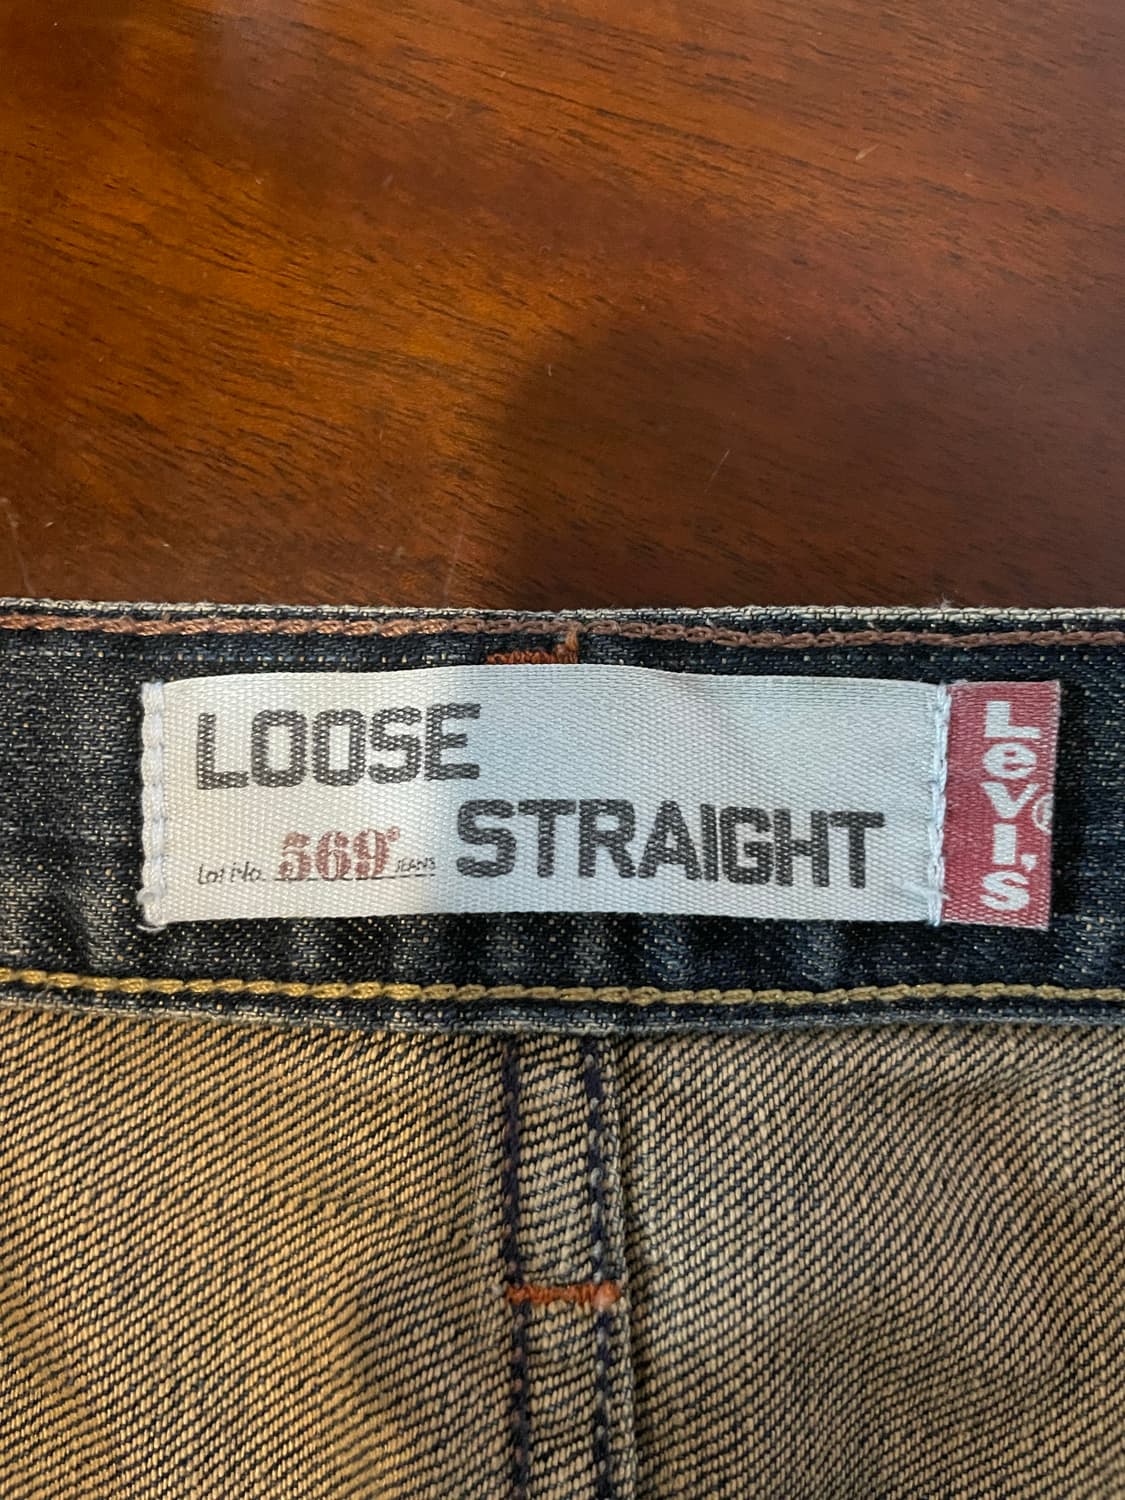 LOOSE
Lot No. 569® JEANS STRAIGHT
LeVI'S®